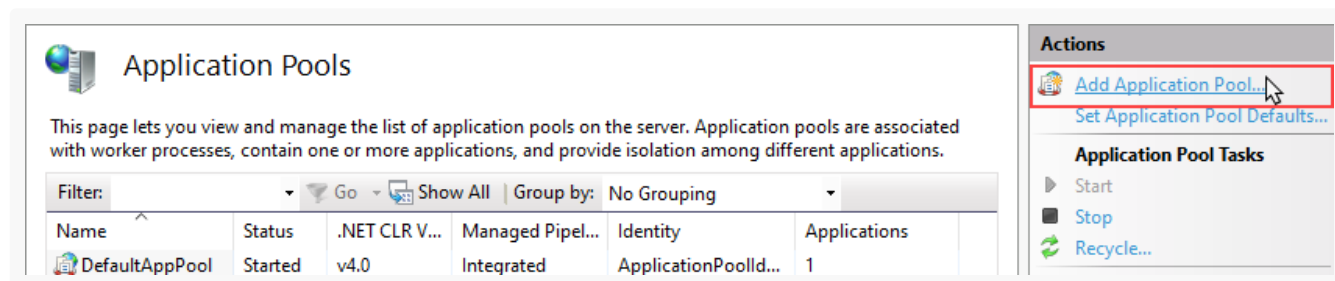 Application Pools
This page lets you view and manage the list of application pools on the server. Application pools are associated
with worker processes, contain one or more applications, and provide isolation among different applications.
Filter: Go Show All Group by: No Grouping
Name Status .NET CLR V... Managed Pipel... Identity Applications
DefaultAppPool Started v4.0 Integrated ApplicationPoolId... 1
Actions
Add Application Pool...
Set Application Pool Defaults...
Application Pool Tasks
Start
Stop
Recycle...